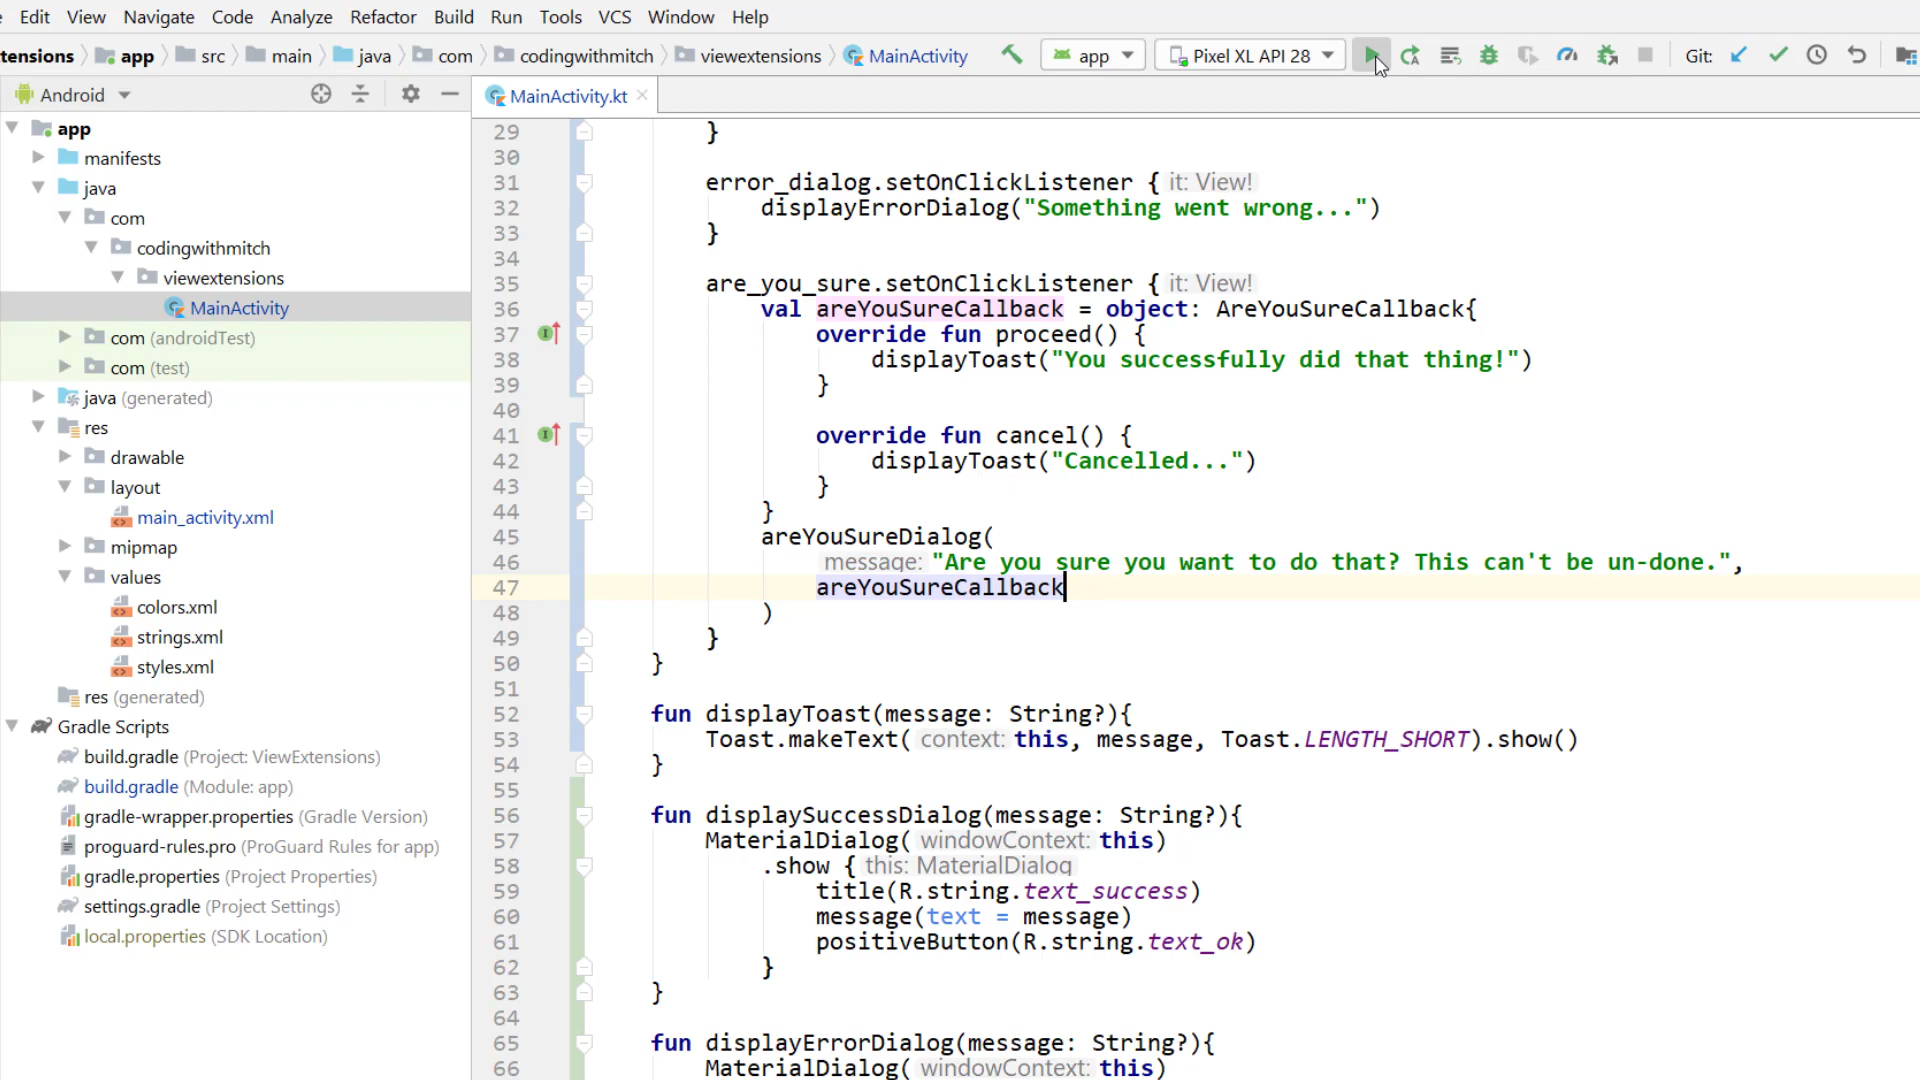 Edit View Navigate Code Analyze Refactor Build Run Tools VCS Window Help
tensions app src main java com codingwithmitch viewextensions MainActivity app Pixel XL API 28 Git:
Android
MainActivity.kt
app
manifests
java
com
codingwithmitch
viewextensions
MainActivity
com (androidTest)
com (test)
java (generated)
res
drawable
layout
main_activity.xml
mipmap
values
colors.xml
strings.xml
styles.xml
res (generated)
Gradle Scripts
build.gradle (Project: ViewExtensions)
build.gradle (Module: app)
gradle-wrapper.properties (Gradle Version)
proguard-rules.pro (ProGuard Rules for app)
gradle.properties (Project Properties)
settings.gradle (Project Settings)
local.properties (SDK Location)
29 }
30
31 error_dialog.setOnClickListener { it: View!
32 displayErrorDialog("Something went wrong...")
33 }
34
35 are_you_sure.setOnClickListener { it: View!
36 val areYouSureCallback = object: AreYouSureCallback{
37 override fun proceed() {
38 displayToast("You successfully did that thing!")
39 }
40
41 override fun cancel() {
42 displayToast("Cancelled...")
43 }
44 }
45 areYouSureDialog(
46 message: "Are you sure you want to do that? This can't be un-done.",
47 areYouSureCallback
48 )
49 }
50 }
51
52 fun displayToast(message: String?){
53 Toast.makeText( context: this, message, Toast.LENGTH_SHORT).show()
54 }
55
56 fun displaySuccessDialog(message: String?){
57 MaterialDialog( windowContext: this)
58 .show { this: MaterialDialog
59 title(R.string.text_success)
60 message(text = message)
61 positiveButton(R.string.text_ok)
62 }
63 }
64
65 fun displayErrorDialog(message: String?){
66 MaterialDialog( windowContext: this)